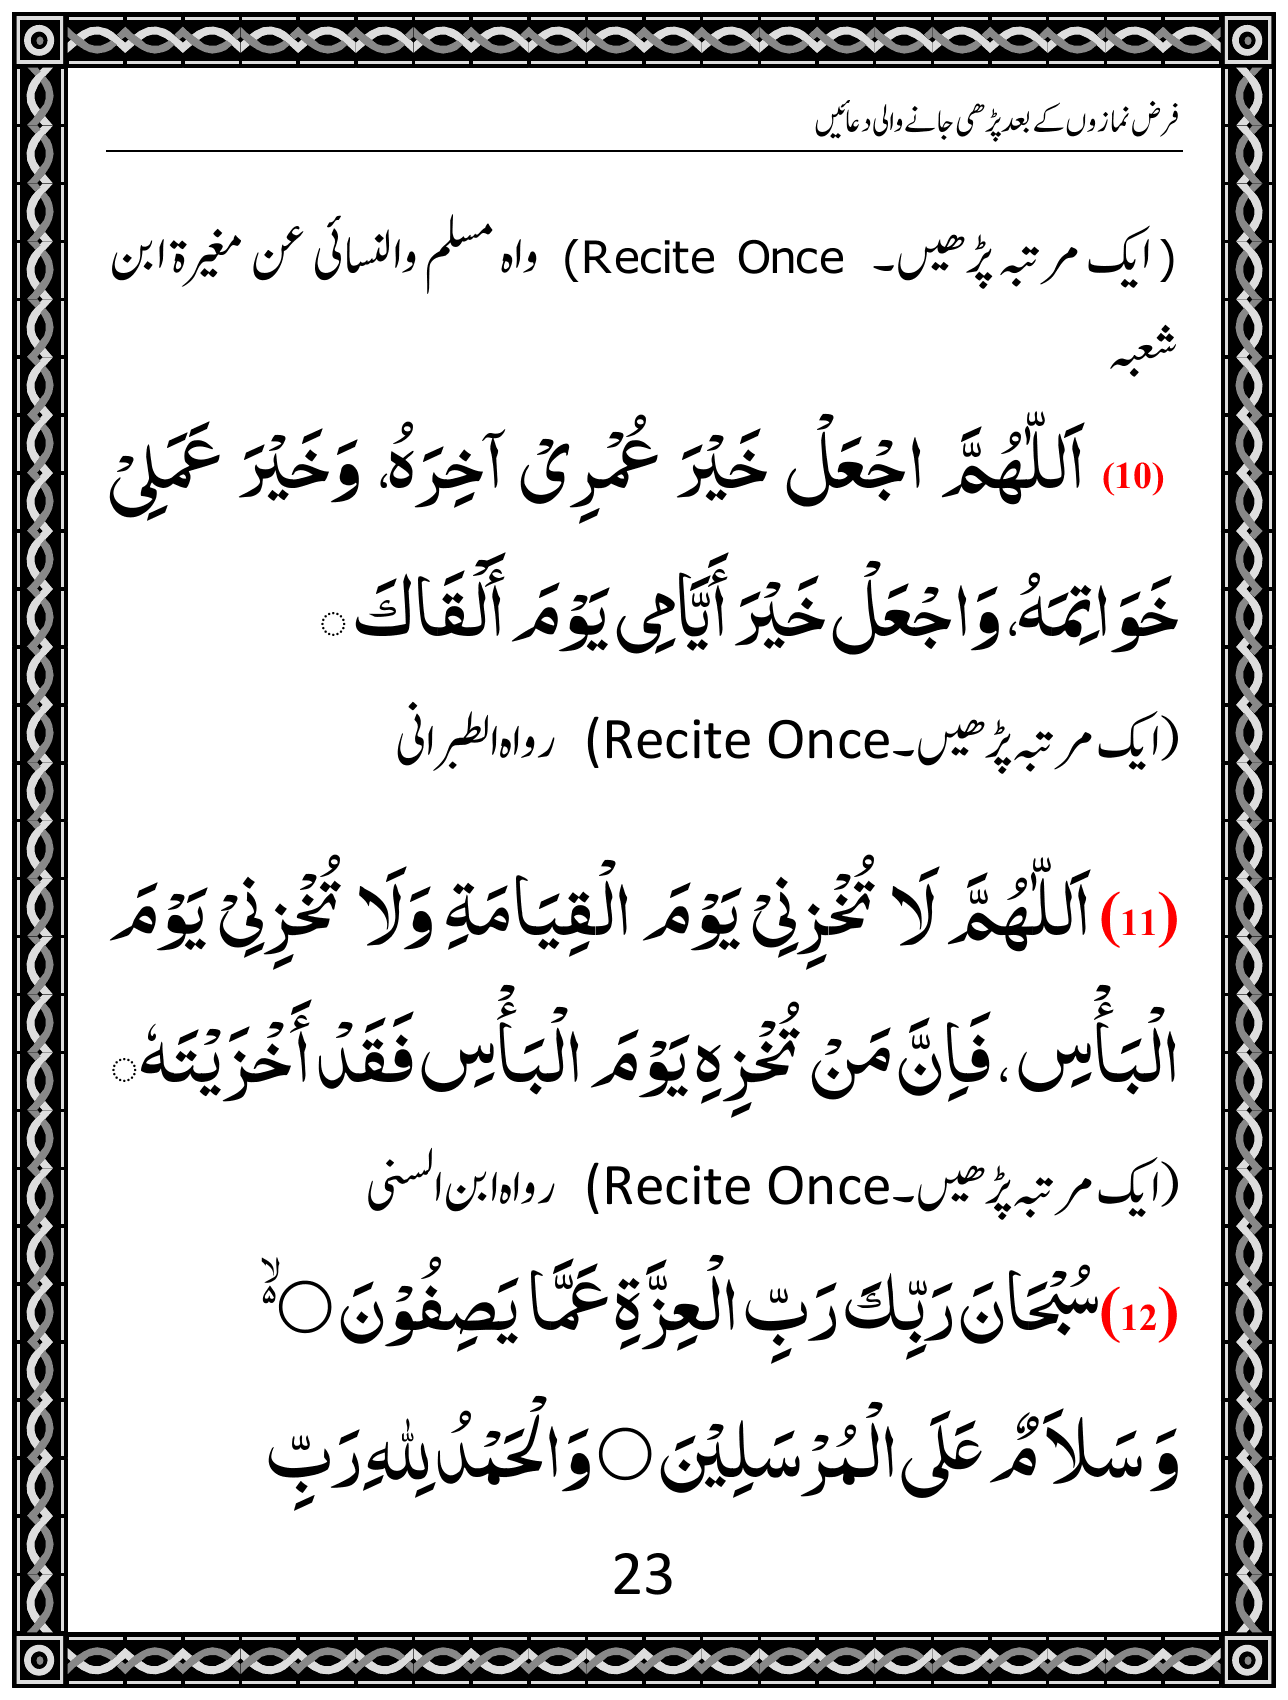 فرض نمازوں کے بعد پڑھی جانے والی دعائیں
( ایک مرتبہ پڑھیں۔ Recite Once) واہ مسلم والنسائی عن مغیرۃ ابن
شعبہ
(10) اَللّٰهُمَّ اجْعَلْ خَيْرَ عُمْرِيْ آخِرَهُ، وَخَيْرَ عَمَلِيْ
خَوَاتِمَهُ، وَاجْعَلْ خَيْرَ أَيَّامِي يَوْمَ أَلْقَاكَ ۝
(ایک مرتبہ پڑھیں۔Recite Once) رواہ الطبرانی
(11) اَللّٰهُمَّ لَا تُخْزِنِيْ يَوْمَ الْقِيَامَةِ وَلَا تُخْزِنِيْ يَوْمَ
الْبَأْسِ، فَاِنَّ مَنْ تُخْزِهِ يَوْمَ الْبَأْسِ فَقَدْ أَخْزَيْتَهٗ ۝
(ایک مرتبہ پڑھیں۔Recite Once) رواہ ابن السنی
(12) سُبْحَانَ رَبِّكَ رَبِّ الْعِزَّةِ عَمَّا يَصِفُوْنَ ۝ۙ
وَ سَلاَمٌ عَلَى الْمُرْسَلِيْنَ ۝ وَالْحَمْدُ لِلّٰهِ رَبِّ
23